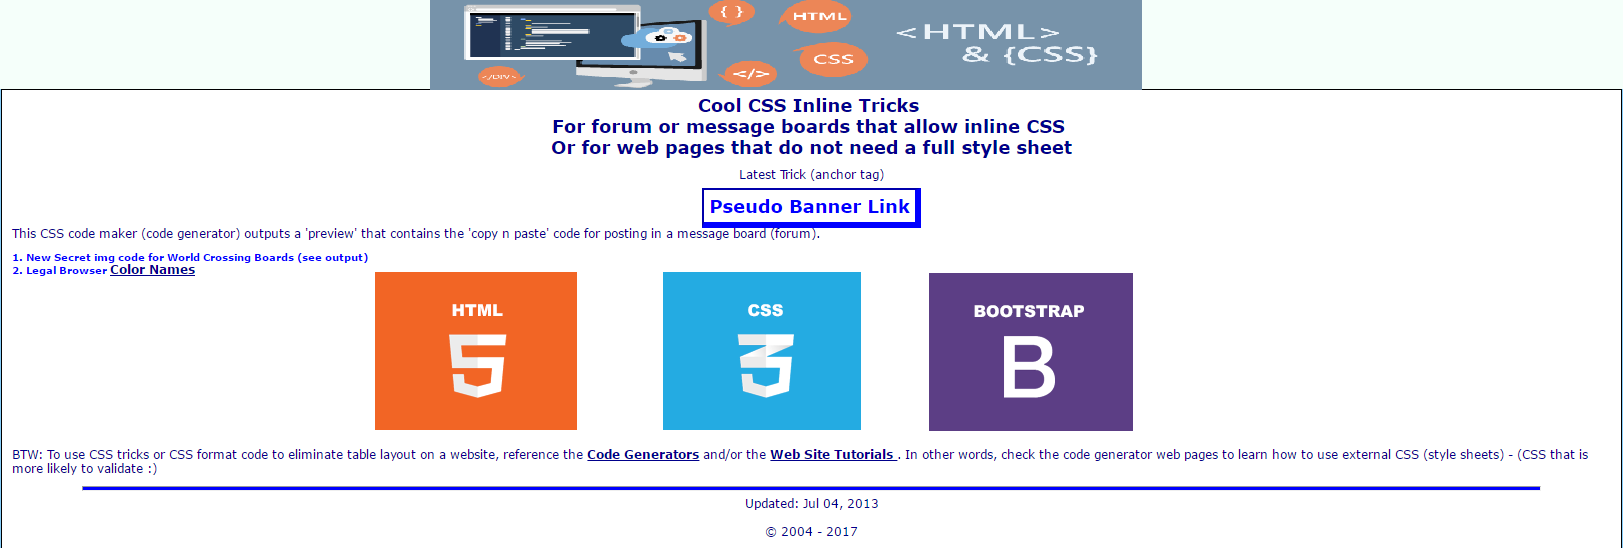 { }
HTML
<HTML>
& {CSS}
CSS
</DIV>
</>
Cool CSS Inline Tricks
For forum or message boards that allow inline CSS
Or for web pages that do not need a full style sheet
Latest Trick (anchor tag)
Pseudo Banner Link
This CSS code maker (code generator) outputs a 'preview' that contains the 'copy n paste' code for posting in a message board (forum).
1. New Secret img code for World Crossing Boards (see output)
2. Legal Browser Color Names
HTML
5
CSS
3
BOOTSTRAP
B
BTW: To use CSS tricks or CSS format code to eliminate table layout on a website, reference the Code Generators and/or the Web Site Tutorials . In other words, check the code generator web pages to learn how to use external CSS (style sheets) - (CSS that is
more likely to validate :)
Updated: Jul 04, 2013
© 2004 - 2017